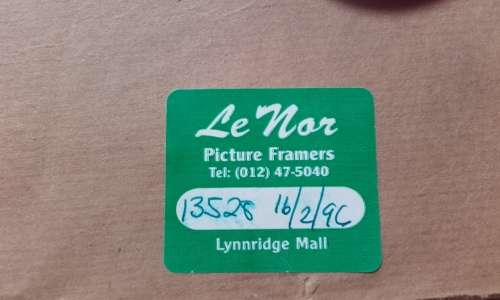 Le Nor
Picture Framers
Tel: (012) 47-5040
13528 16/2/96
Lynnridge Mall